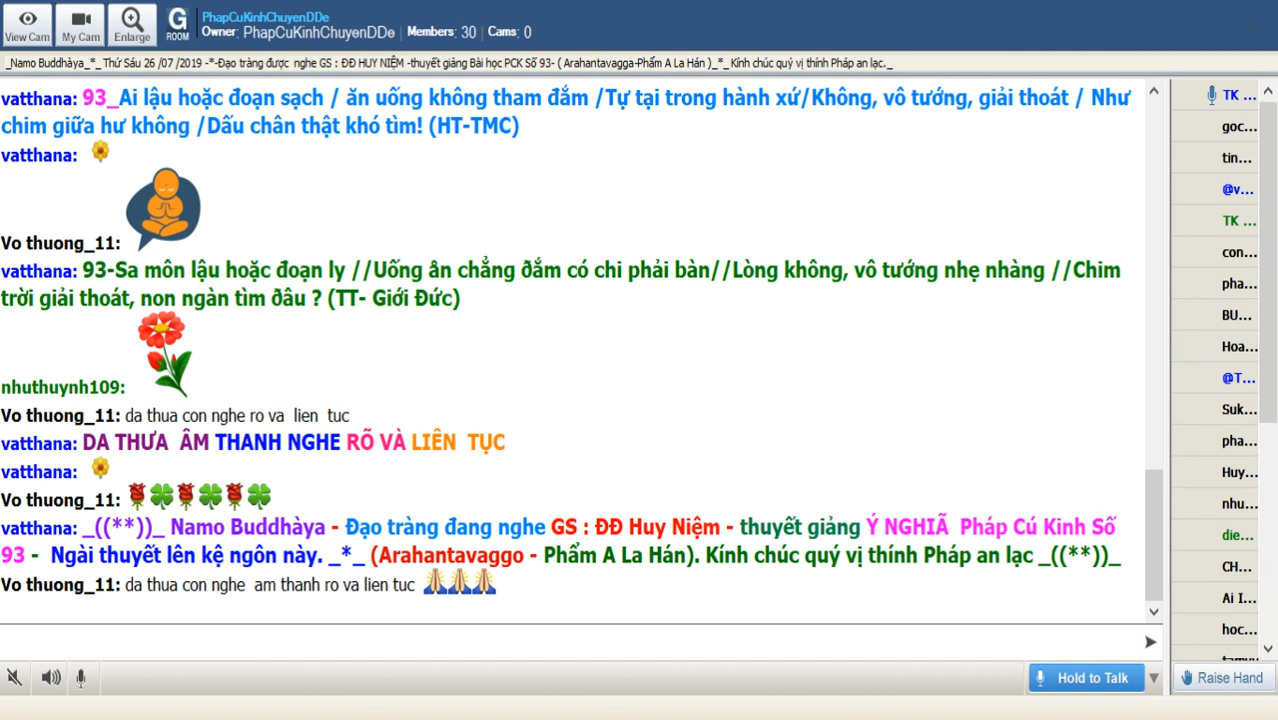 View Cam
My Cam
Enlarge
G
ROOM
PhapCuKinhChuyenDDe
Owner: PhapCuKinhChuyenDDe Members: 30 Cams: 0
_Namo Buddhàya_*_ Thứ Sáu 26 /07 /2019 -*-Đạo tràng được nghe GS : ĐĐ HUY NIỆM -thuyết giảng Bài học PCK Số 93- ( Arahantavagga-Phẩm A La Hán )_*_Kính chúc quý vị thính Pháp an lạc._
vatthana: 93_Ai lậu hoặc đoạn sạch / ăn uống không tham đắm /Tự tại trong hành xứ/Không, vô tướng, giải thoát / Như
chim giữa hư không /Dấu chân thật khó tìm! (HT-TMC)
vatthana:
Vo thuong_11:
vatthana: 93-Sa môn lậu hoặc đoạn ly //Uống ân chẳng ðắm có chi phải bàn//Lòng không, vô tướng nhẹ nhàng //Chim
trời giải thoát, non ngàn tìm ðâu ? (TT- Giới Đức)
nhuthuynh109:
Vo thuong_11: da thua con nghe ro va lien tuc
vatthana: DA THƯA ÂM THANH NGHE RÕ VÀ LIÊN TỤC
vatthana:
Vo thuong_11:
vatthana: _((**))_ Namo Buddhàya - Đạo tràng đang nghe GS : ĐĐ Huy Niệm - thuyết giảng Ý NGHIÃ Pháp Cú Kinh Số
93 - Ngài thuyết lên kệ ngôn này. _*_ (Arahantavaggo - Phẩm A La Hán). Kính chúc quý vị thính Pháp an lạc _((**))_
Vo thuong_11: da thua con nghe am thanh ro va lien tuc
TK ...
goc...
tin...
@v...
TK ...
con...
pha...
BU...
Hoa...
@T...
Suk...
pha...
Huy...
nhu...
die...
CH...
Ai I...
hoc...
Hold to Talk
Raise Hand